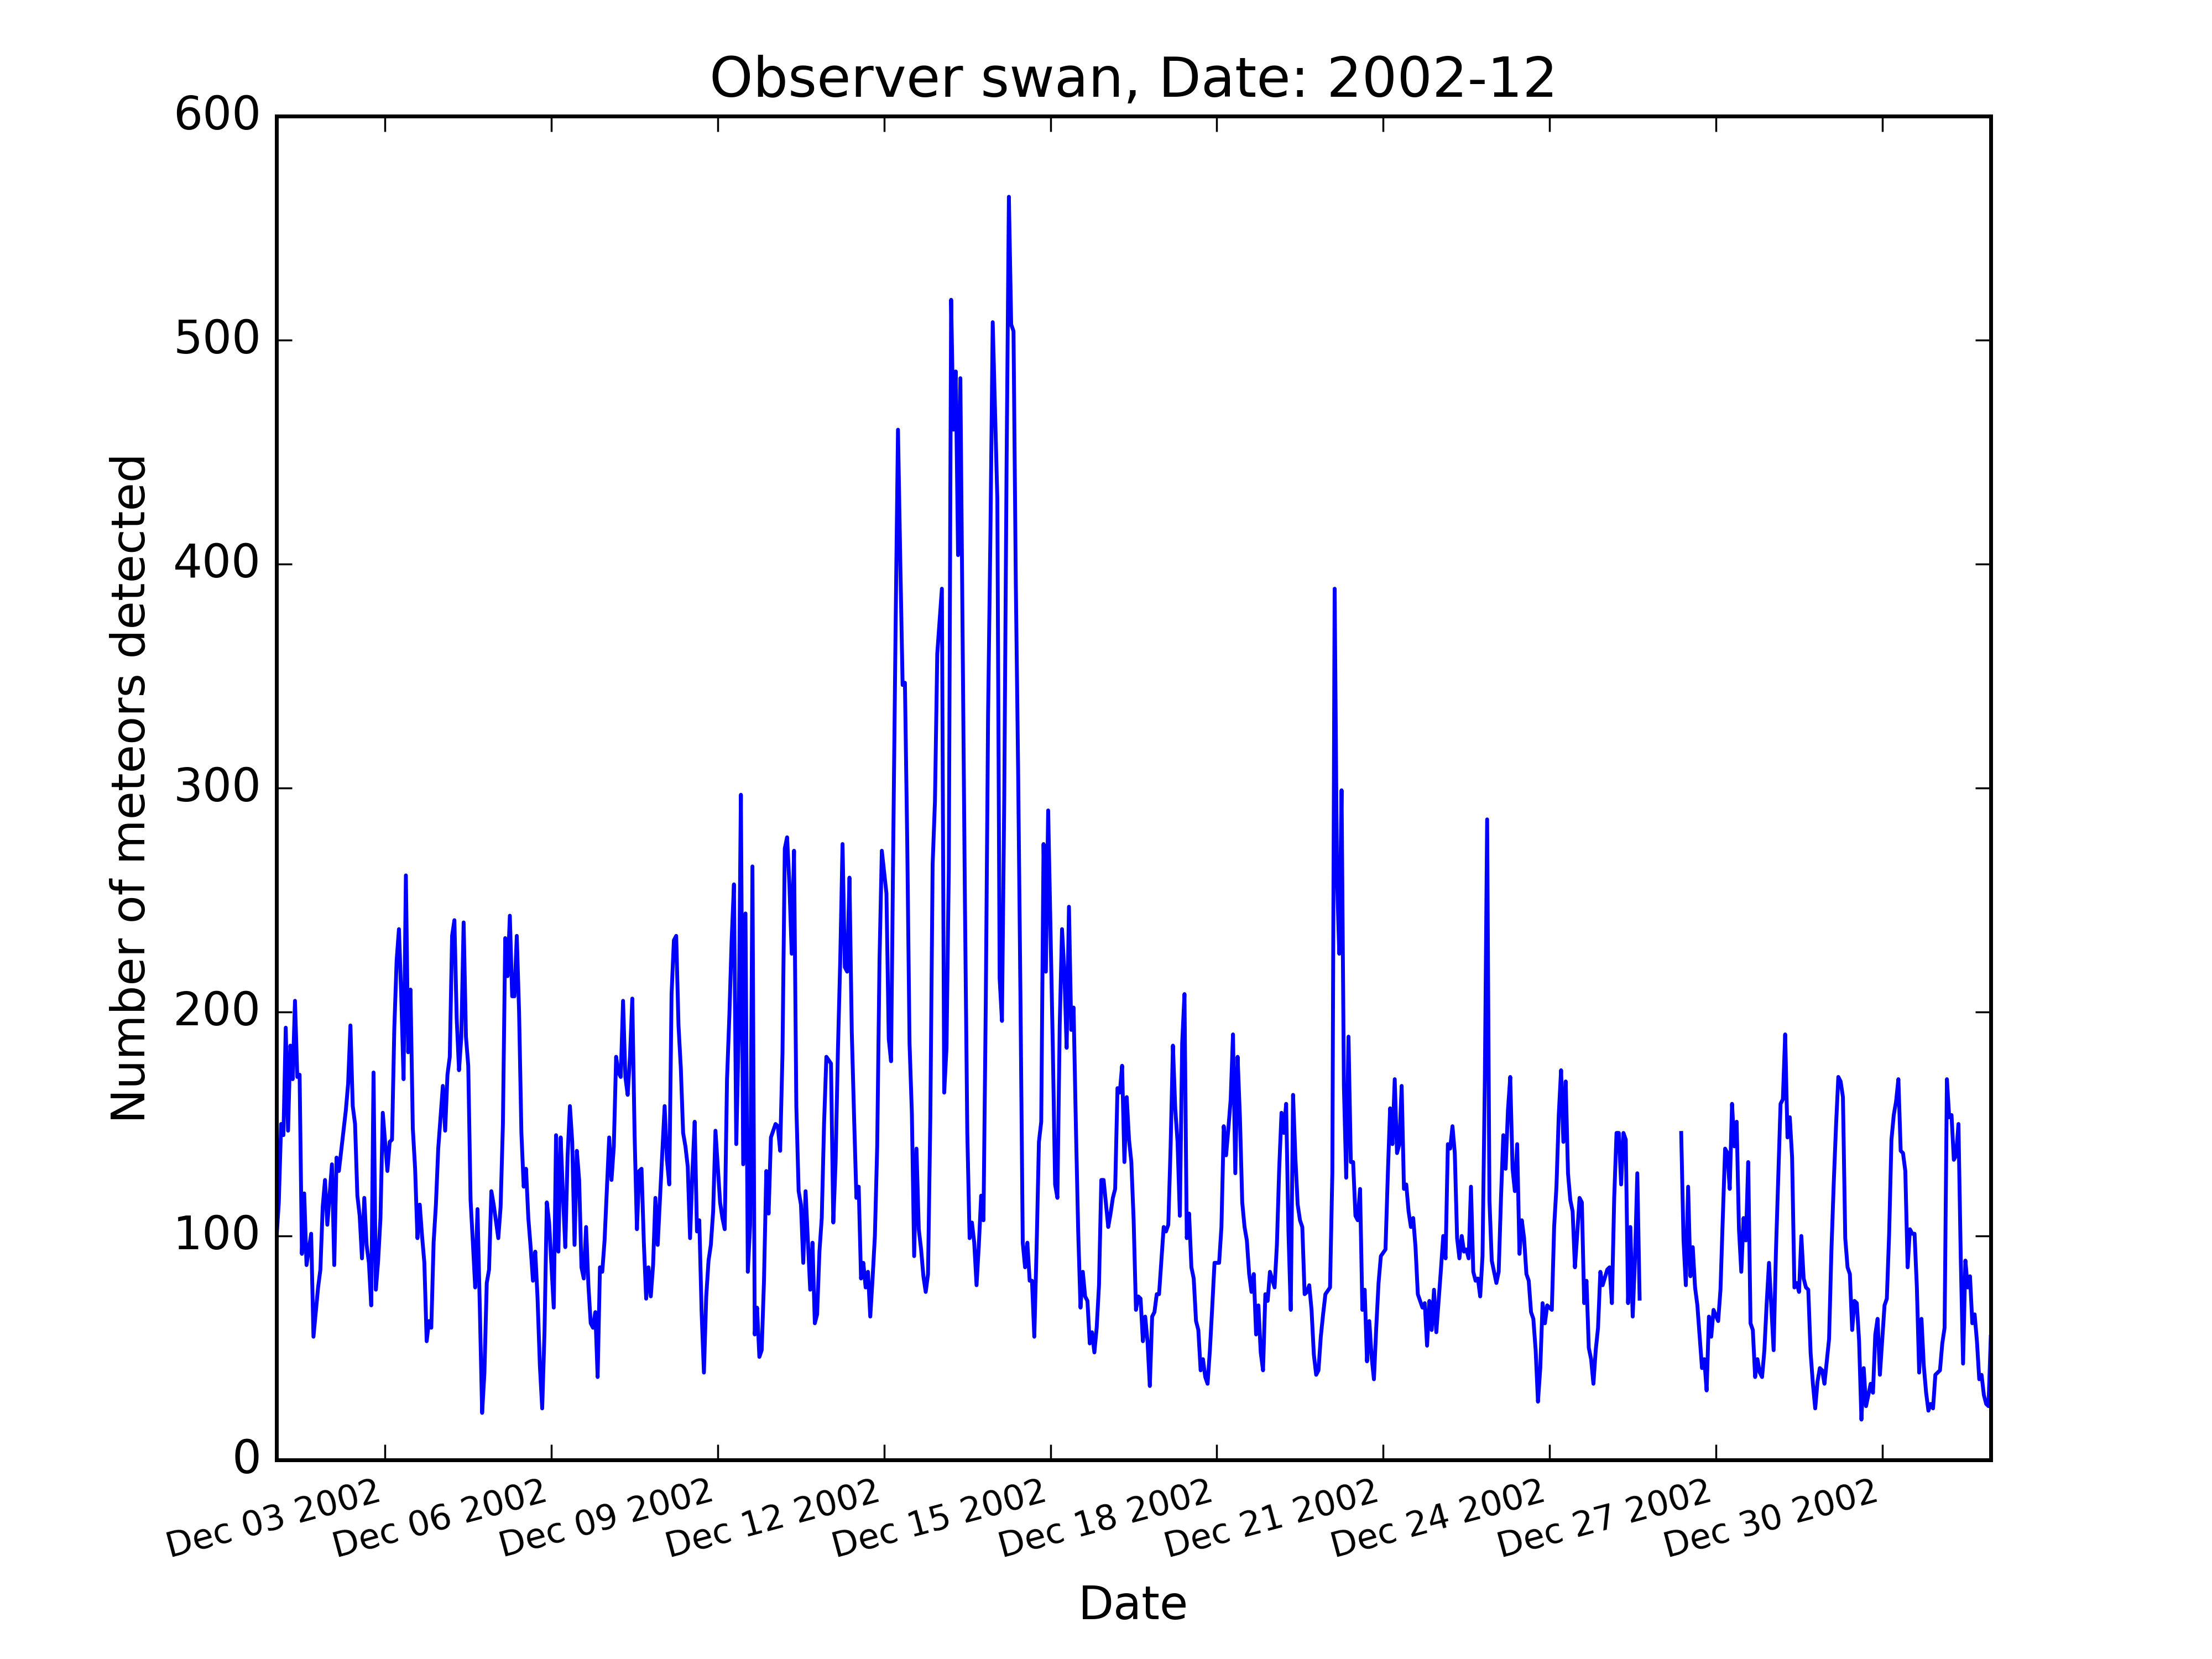 Observer swan, Date: 2002-12
600
500
400
300
200
100
0
Number of meteors detected
Dec 03 2002
Dec 06 2002
Dec 09 2002
Dec 12 2002
Dec 15 2002
Dec 18 2002
Dec 21 2002
Dec 24 2002
Dec 27 2002
Dec 30 2002
Date